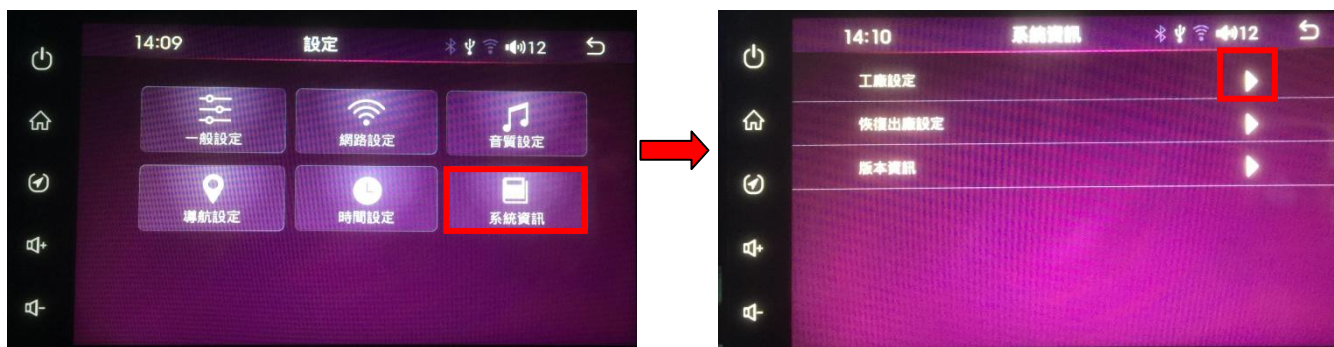 14:09 設定 12
一般設定 網路設定 音質設定
導航設定 時間設定 系統資訊
14:10 系統資訊 12
工廠設定
恢復出廠設定
版本資訊